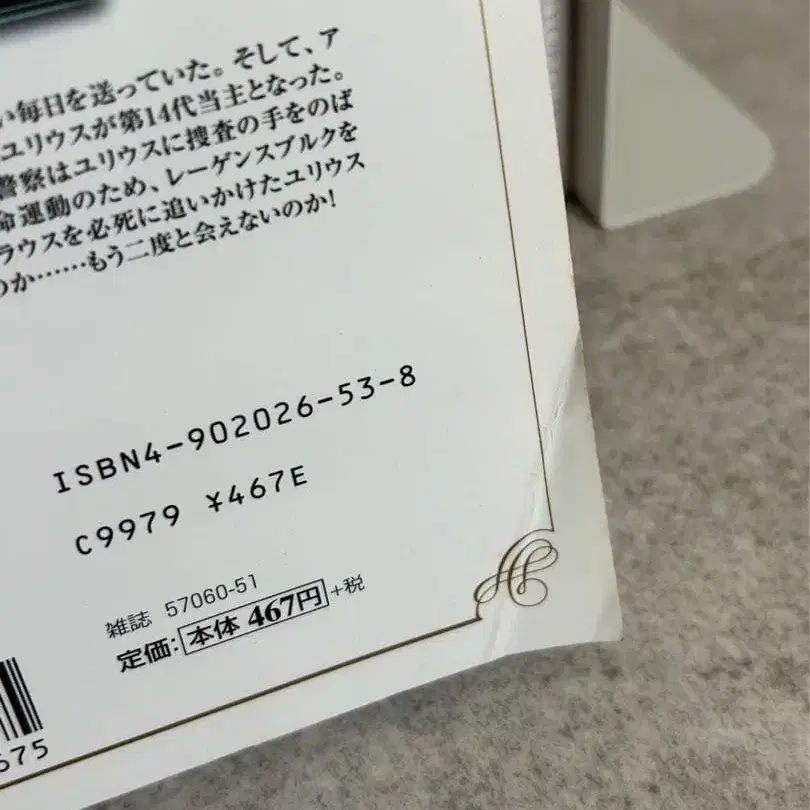 い毎日を送っていた。そして、ア
ユリウスが第14代当主となった。
警察はユリウスに捜査の手をのば
命運動のため、レーゲンスブルクを
ラウスを必死に追いかけたユリウス
のか……もう二度と会えないのか!
ISBN4-902026-53-8
C9979 ¥467E
雑誌 57060-51
定価:本体 467円+税
675